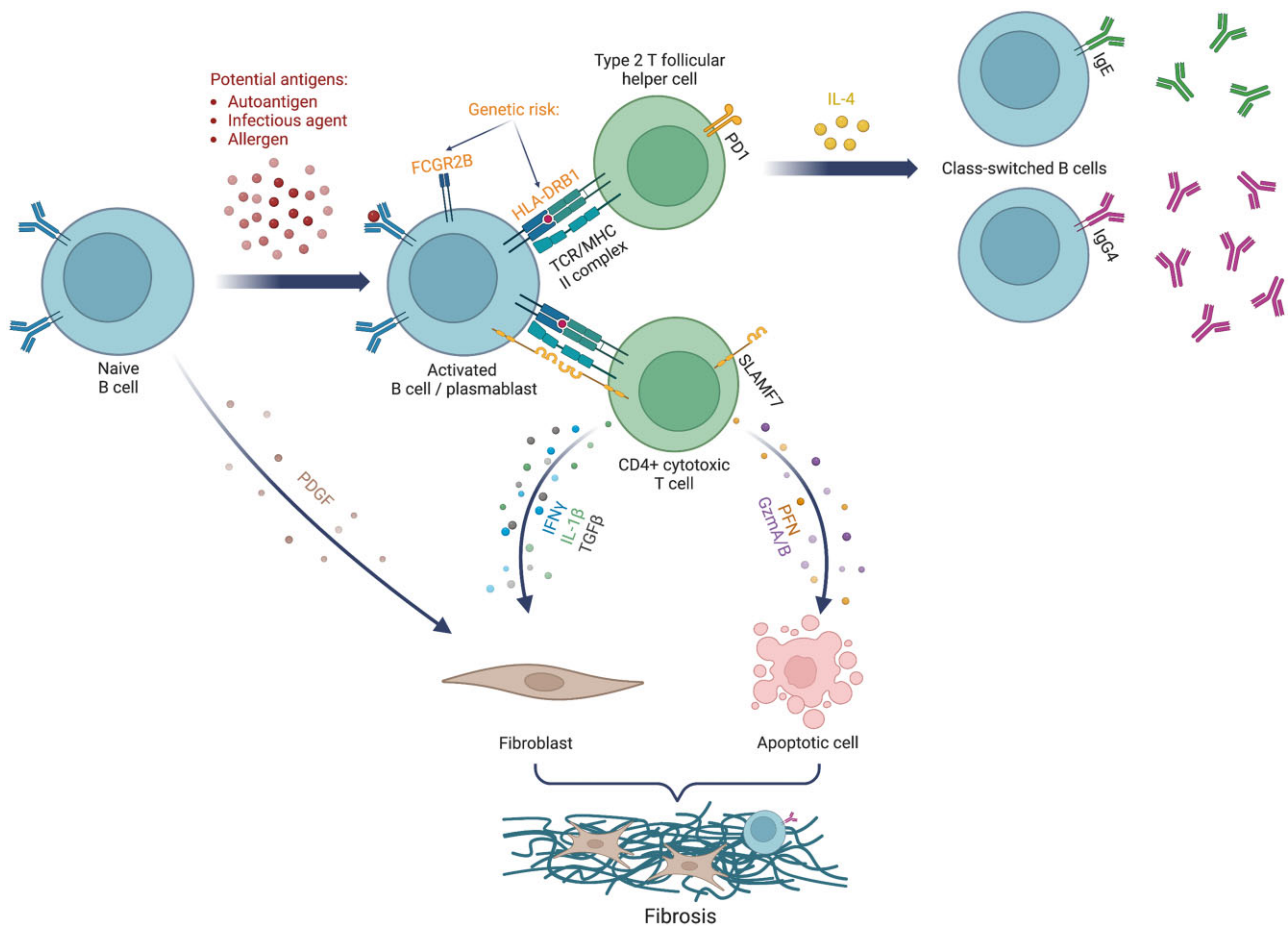 Potential antigens:
• Autoantigen
• Infectious agent
• Allergen
Genetic risk:
FCGR2B
HLA-DRB1
TCR/MHC
II complex
Type 2 T follicular
helper cell
PD1
IL-4
IgE
Class-switched B cells
IgG4
Naive
B cell
Activated
B cell / plasmablast
SLAMF7
CD4+ cytotoxic
T cell
PDGF
IFNγ
IL-1β
TGFβ
PFN
GzmA/B
Fibroblast
Apoptotic cell
Fibrosis